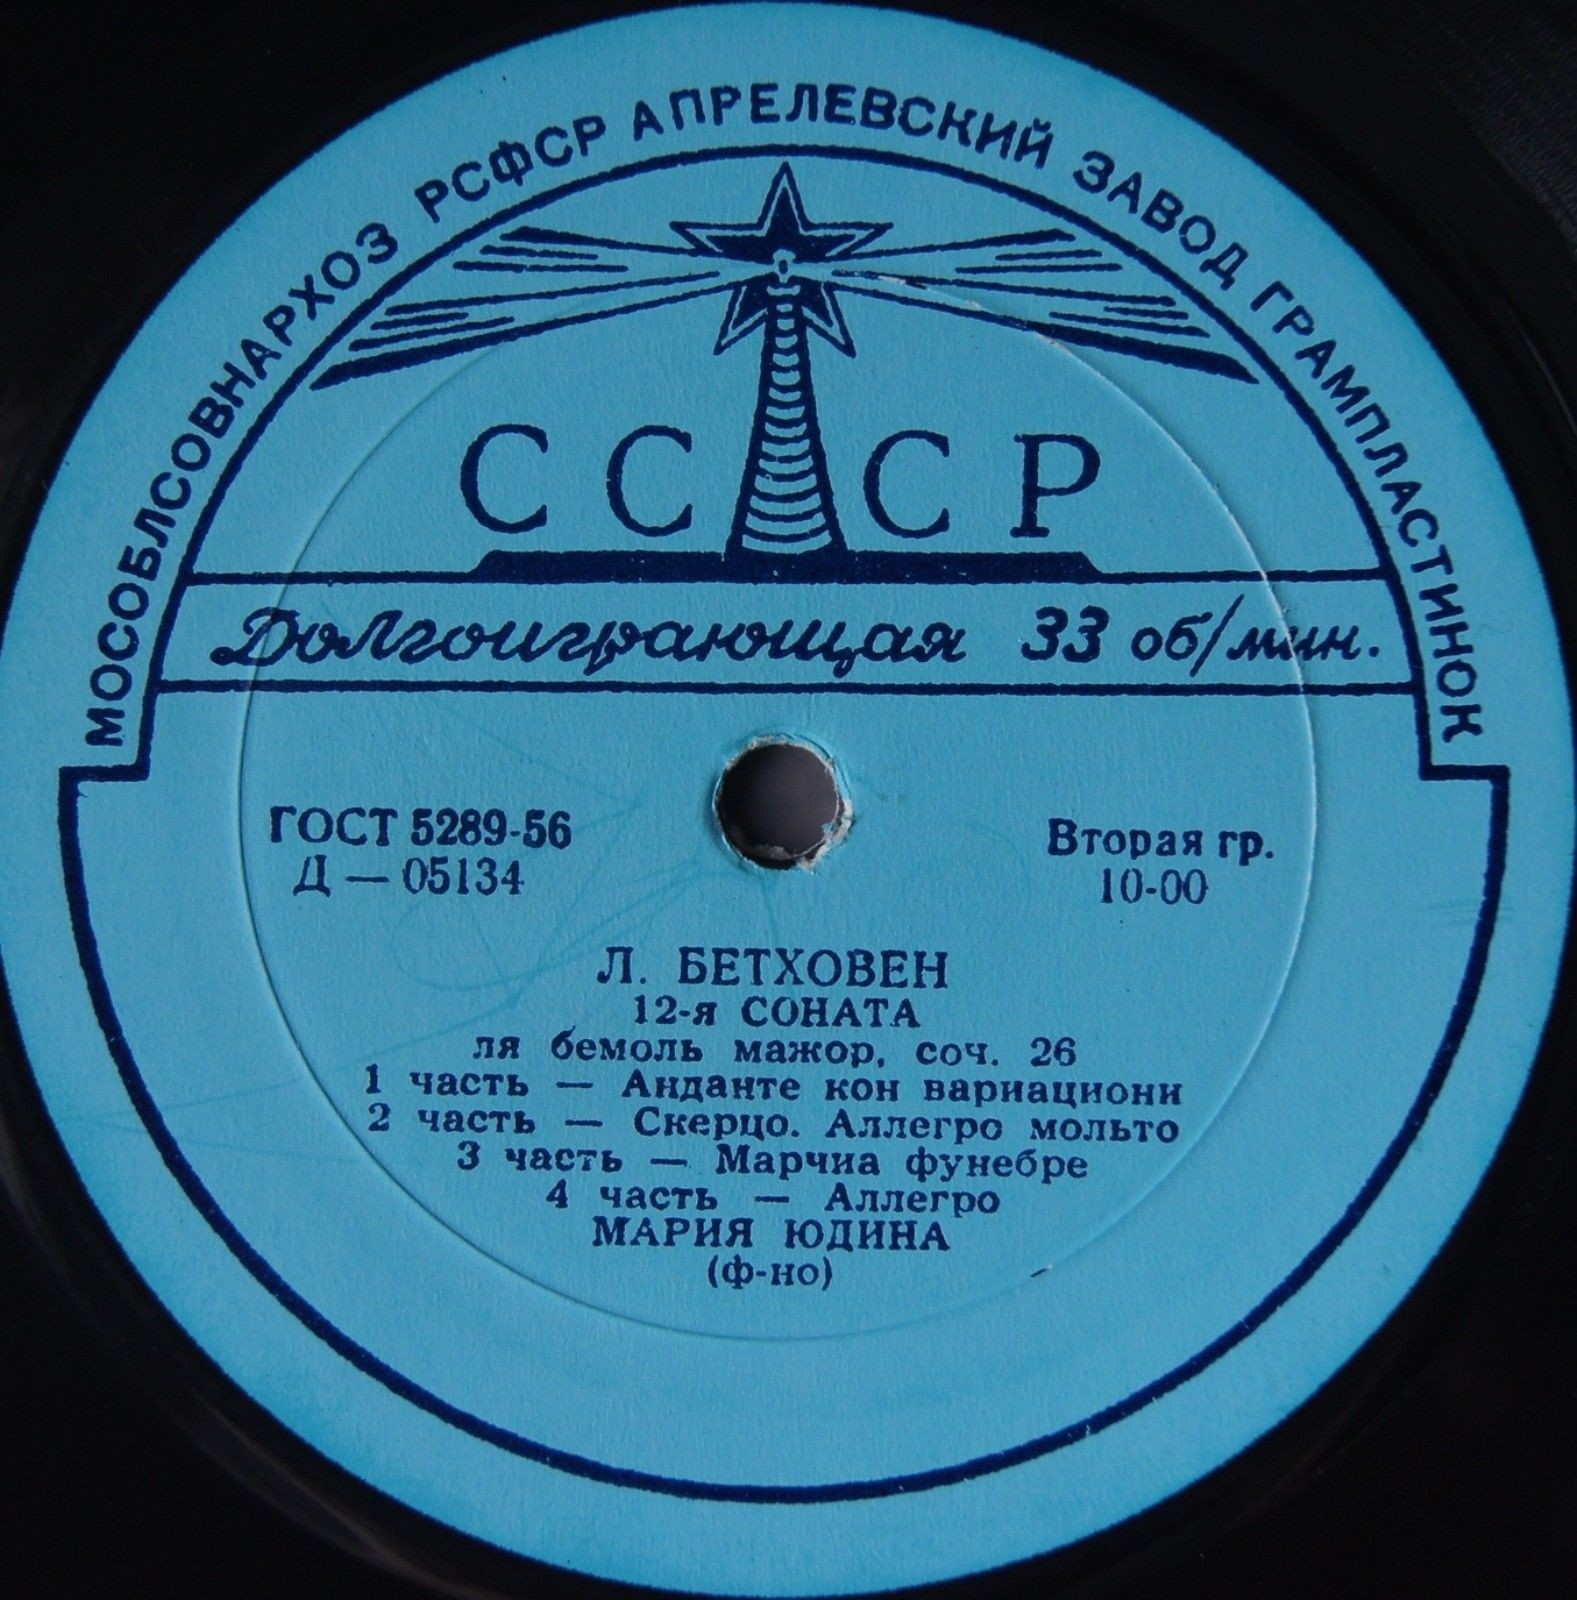 МОСОБЛСОВНАРХОЗ РСФСР АПРЕЛЕВСКИЙ ЗАВОД ГРАМПЛАСТИНОК
СССР
Долгоиграющая 33 об/мин.
ГОСТ 5289-56
Д — 05134
Вторая гр.
10-00
Л. БЕТХОВЕН
12-я СОНАТА
ля бемоль мажор, соч. 26
1 часть — Анданте кон вариациони
2 часть — Скерцо. Аллегро мольто
3 часть — Марчиа фунебре
4 часть — Аллегро
МАРИЯ ЮДИНА
(ф-но)